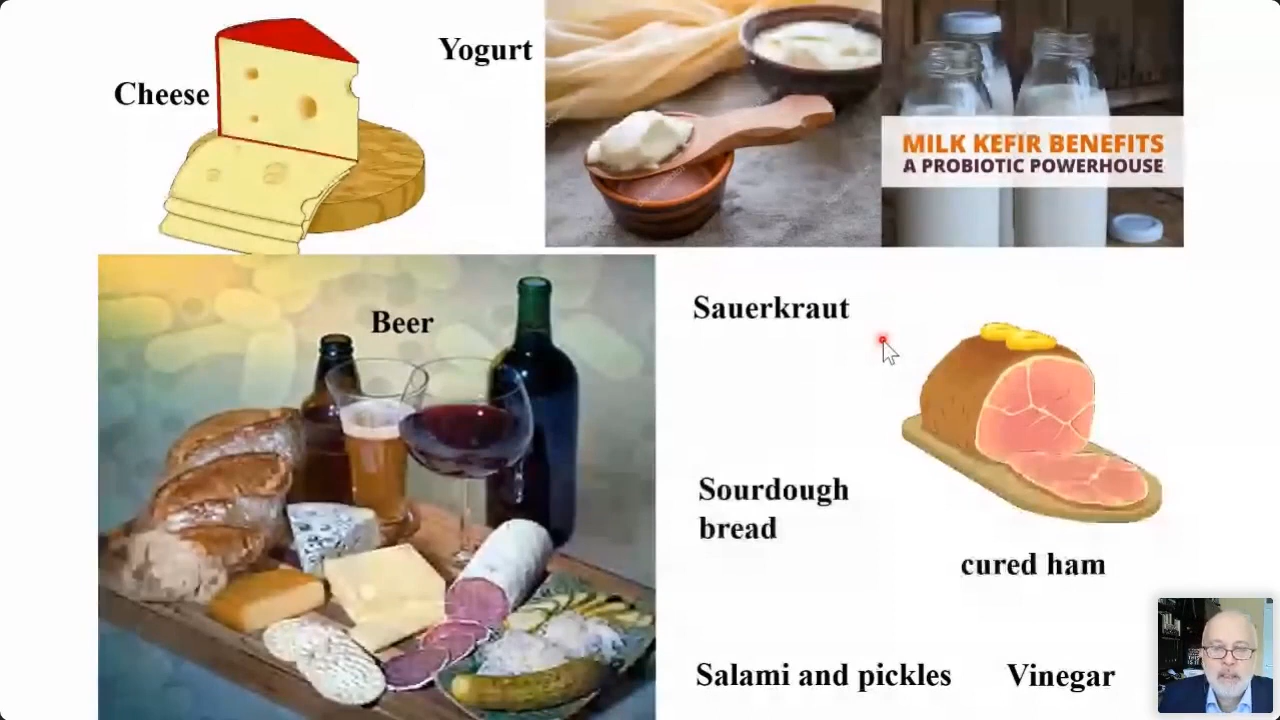 Yogurt
Cheese
MILK KEFIR BENEFITS
A PROBIOTIC POWERHOUSE
Beer
Sauerkraut
Sourdough
bread
cured ham
Salami and pickles
Vinegar